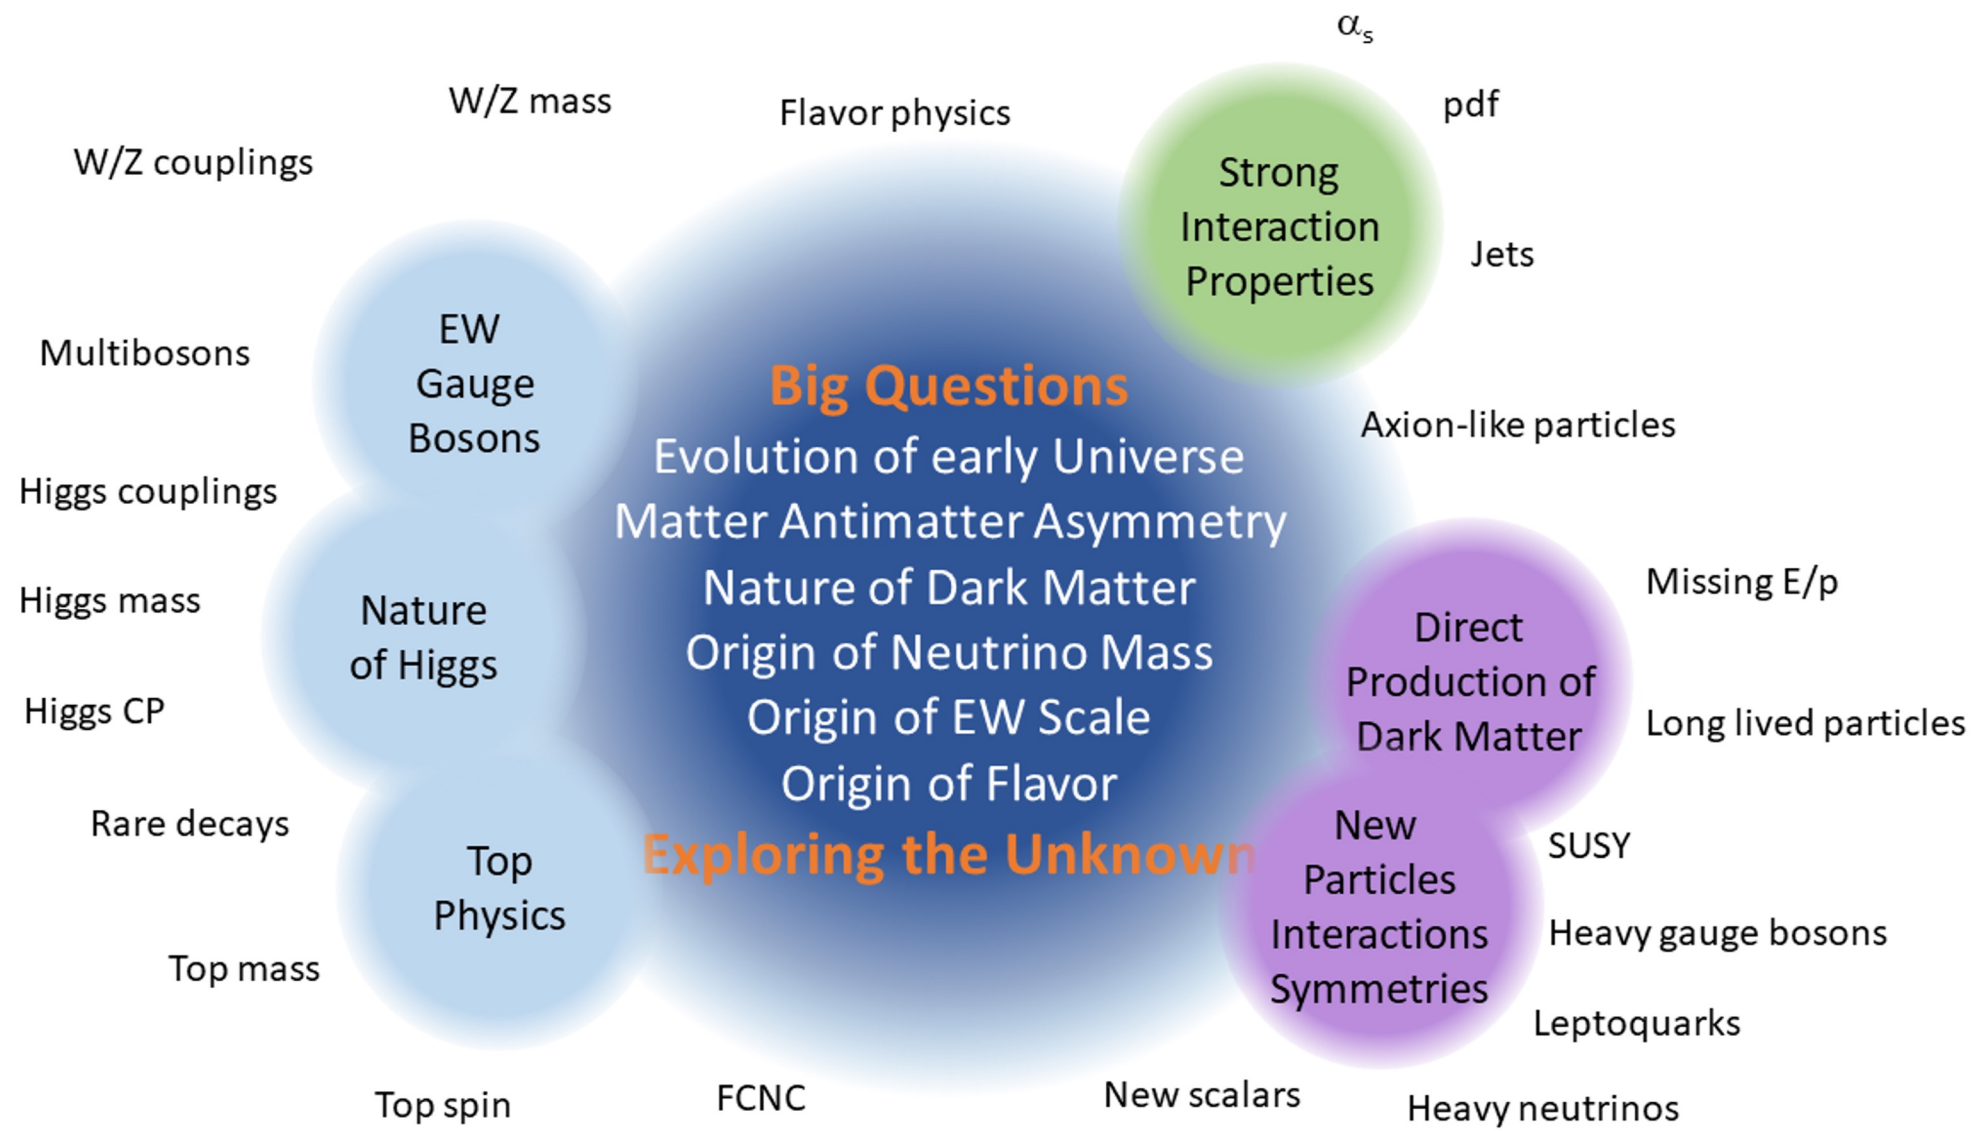 α_s
W/Z mass
Flavor physics
pdf
W/Z couplings
Strong
Interaction
Properties
Jets
Multibosons
EW
Gauge
Bosons
Big Questions
Evolution of early Universe
Matter Antimatter Asymmetry
Nature of Dark Matter
Origin of Neutrino Mass
Origin of EW Scale
Origin of Flavor
Exploring the Unknown
Axion-like particles
Higgs couplings
Higgs mass
Higgs CP
Nature
of Higgs
Missing E/p
Direct
Production of
Dark Matter
Long lived particles
Rare decays
Top
Physics
Top mass
New
Particles
Interactions
Symmetries
SUSY
Heavy gauge bosons
Leptoquarks
Top spin
FCNC
New scalars
Heavy neutrinos